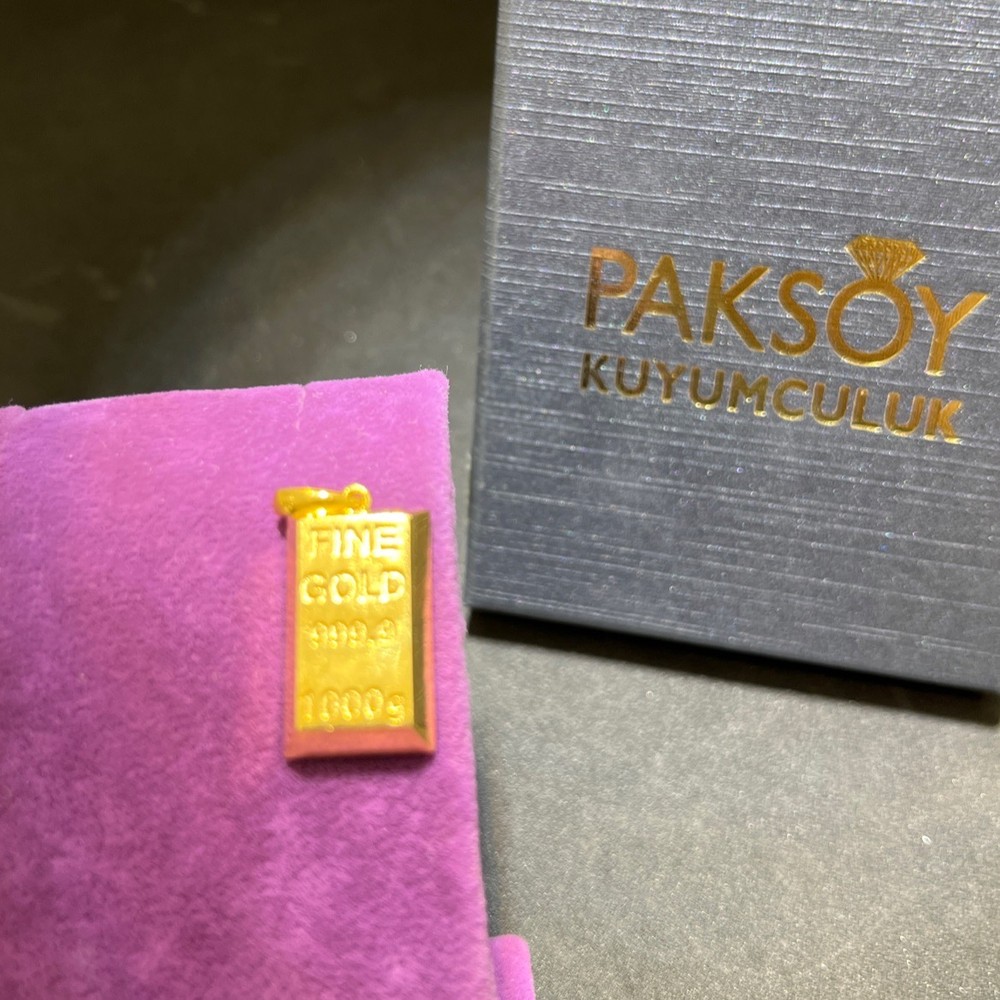 PAKSOY
KUYUMCULUK
FINE
GOLD
999.9
1000g